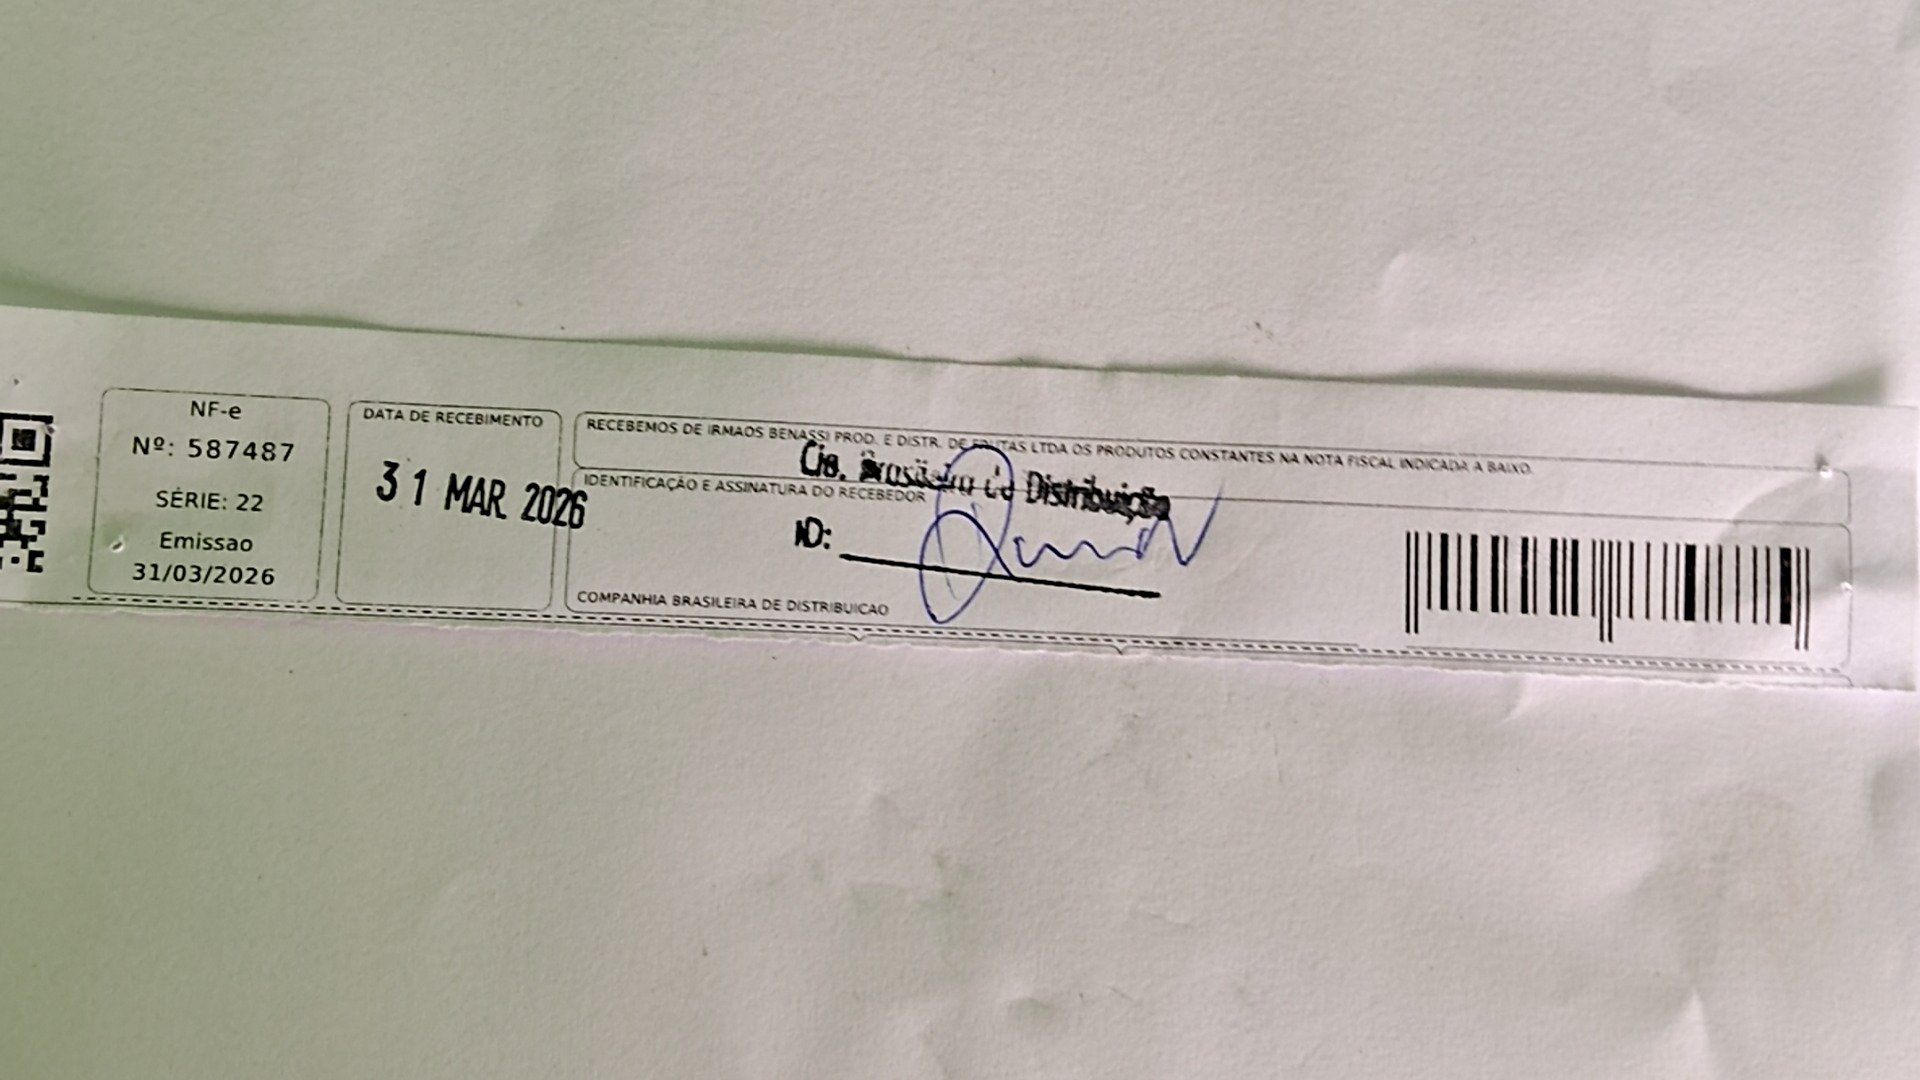 NF-e
Nº: 587487
SÉRIE: 22
Emissao
31/03/2026
DATA DE RECEBIMENTO
31 MAR 2026
RECEBEMOS DE IRMAOS BENASSI PROD. E DISTR. DE FRUTAS LTDA OS PRODUTOS CONSTANTES NA NOTA FISCAL INDICADA A BAIXO.
Cia. Brasileira de Distribuição
IDENTIFICAÇÃO E ASSINATURA DO RECEBEDOR
ID:
COMPANHIA BRASILEIRA DE DISTRIBUICAO